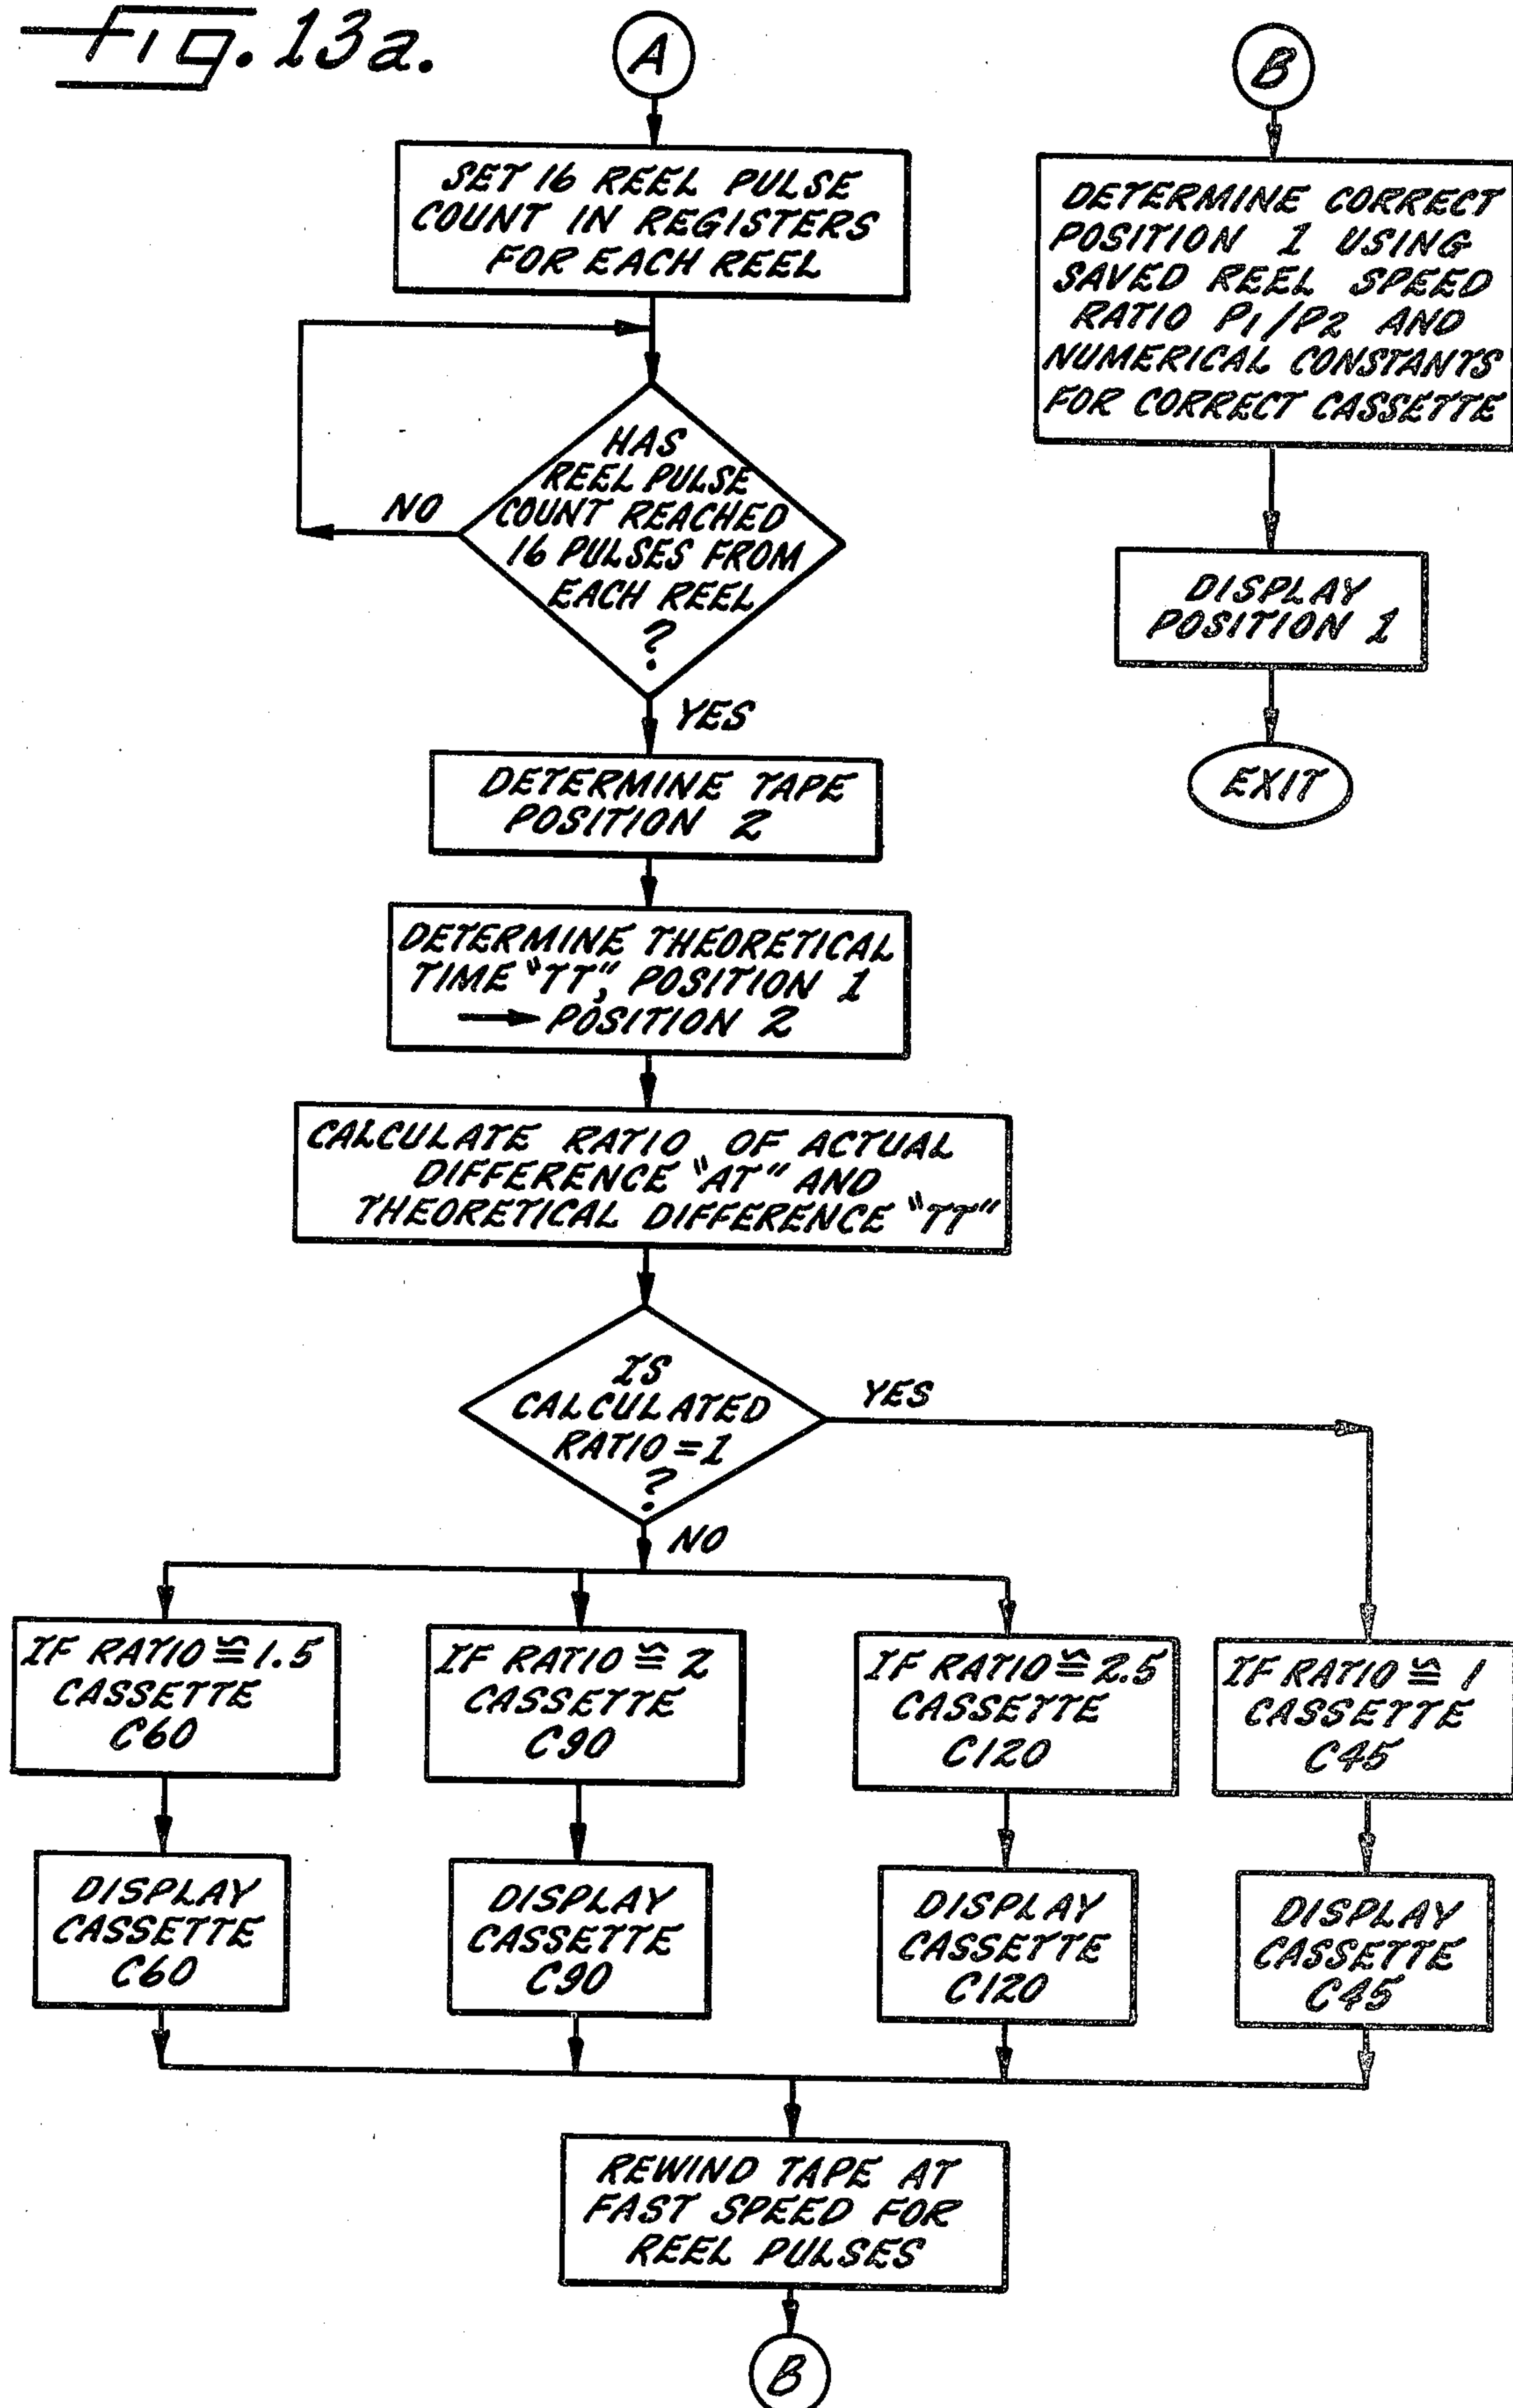 Fig. 13a.
A
SET 16 REEL PULSE
COUNT IN REGISTERS
FOR EACH REEL
HAS
REEL PULSE
COUNT REACHED
16 PULSES FROM
EACH REEL
?
NO
YES
DETERMINE TAPE
POSITION 2
DETERMINE THEORETICAL
TIME "TT", POSITION 1
→ POSITION 2
CALCULATE RATIO OF ACTUAL
DIFFERENCE "AT" AND
THEORETICAL DIFFERENCE "TT"
IS
CALCULATED
RATIO=1
?
YES
NO
IF RATIO ≌ 1.5
CASSETTE
C60
IF RATIO ≌ 2
CASSETTE
C90
IF RATIO ≌ 2.5
CASSETTE
C120
IF RATIO ≌ 1
CASSETTE
C45
DISPLAY
CASSETTE
C60
DISPLAY
CASSETTE
C90
DISPLAY
CASSETTE
C120
DISPLAY
CASSETTE
C45
REWIND TAPE AT
FAST SPEED FOR
REEL PULSES
B
B
DETERMINE CORRECT
POSITION 1 USING
SAVED REEL SPEED
RATIO P1/P2 AND
NUMERICAL CONSTANTS
FOR CORRECT CASSETTE
DISPLAY
POSITION 1
EXIT